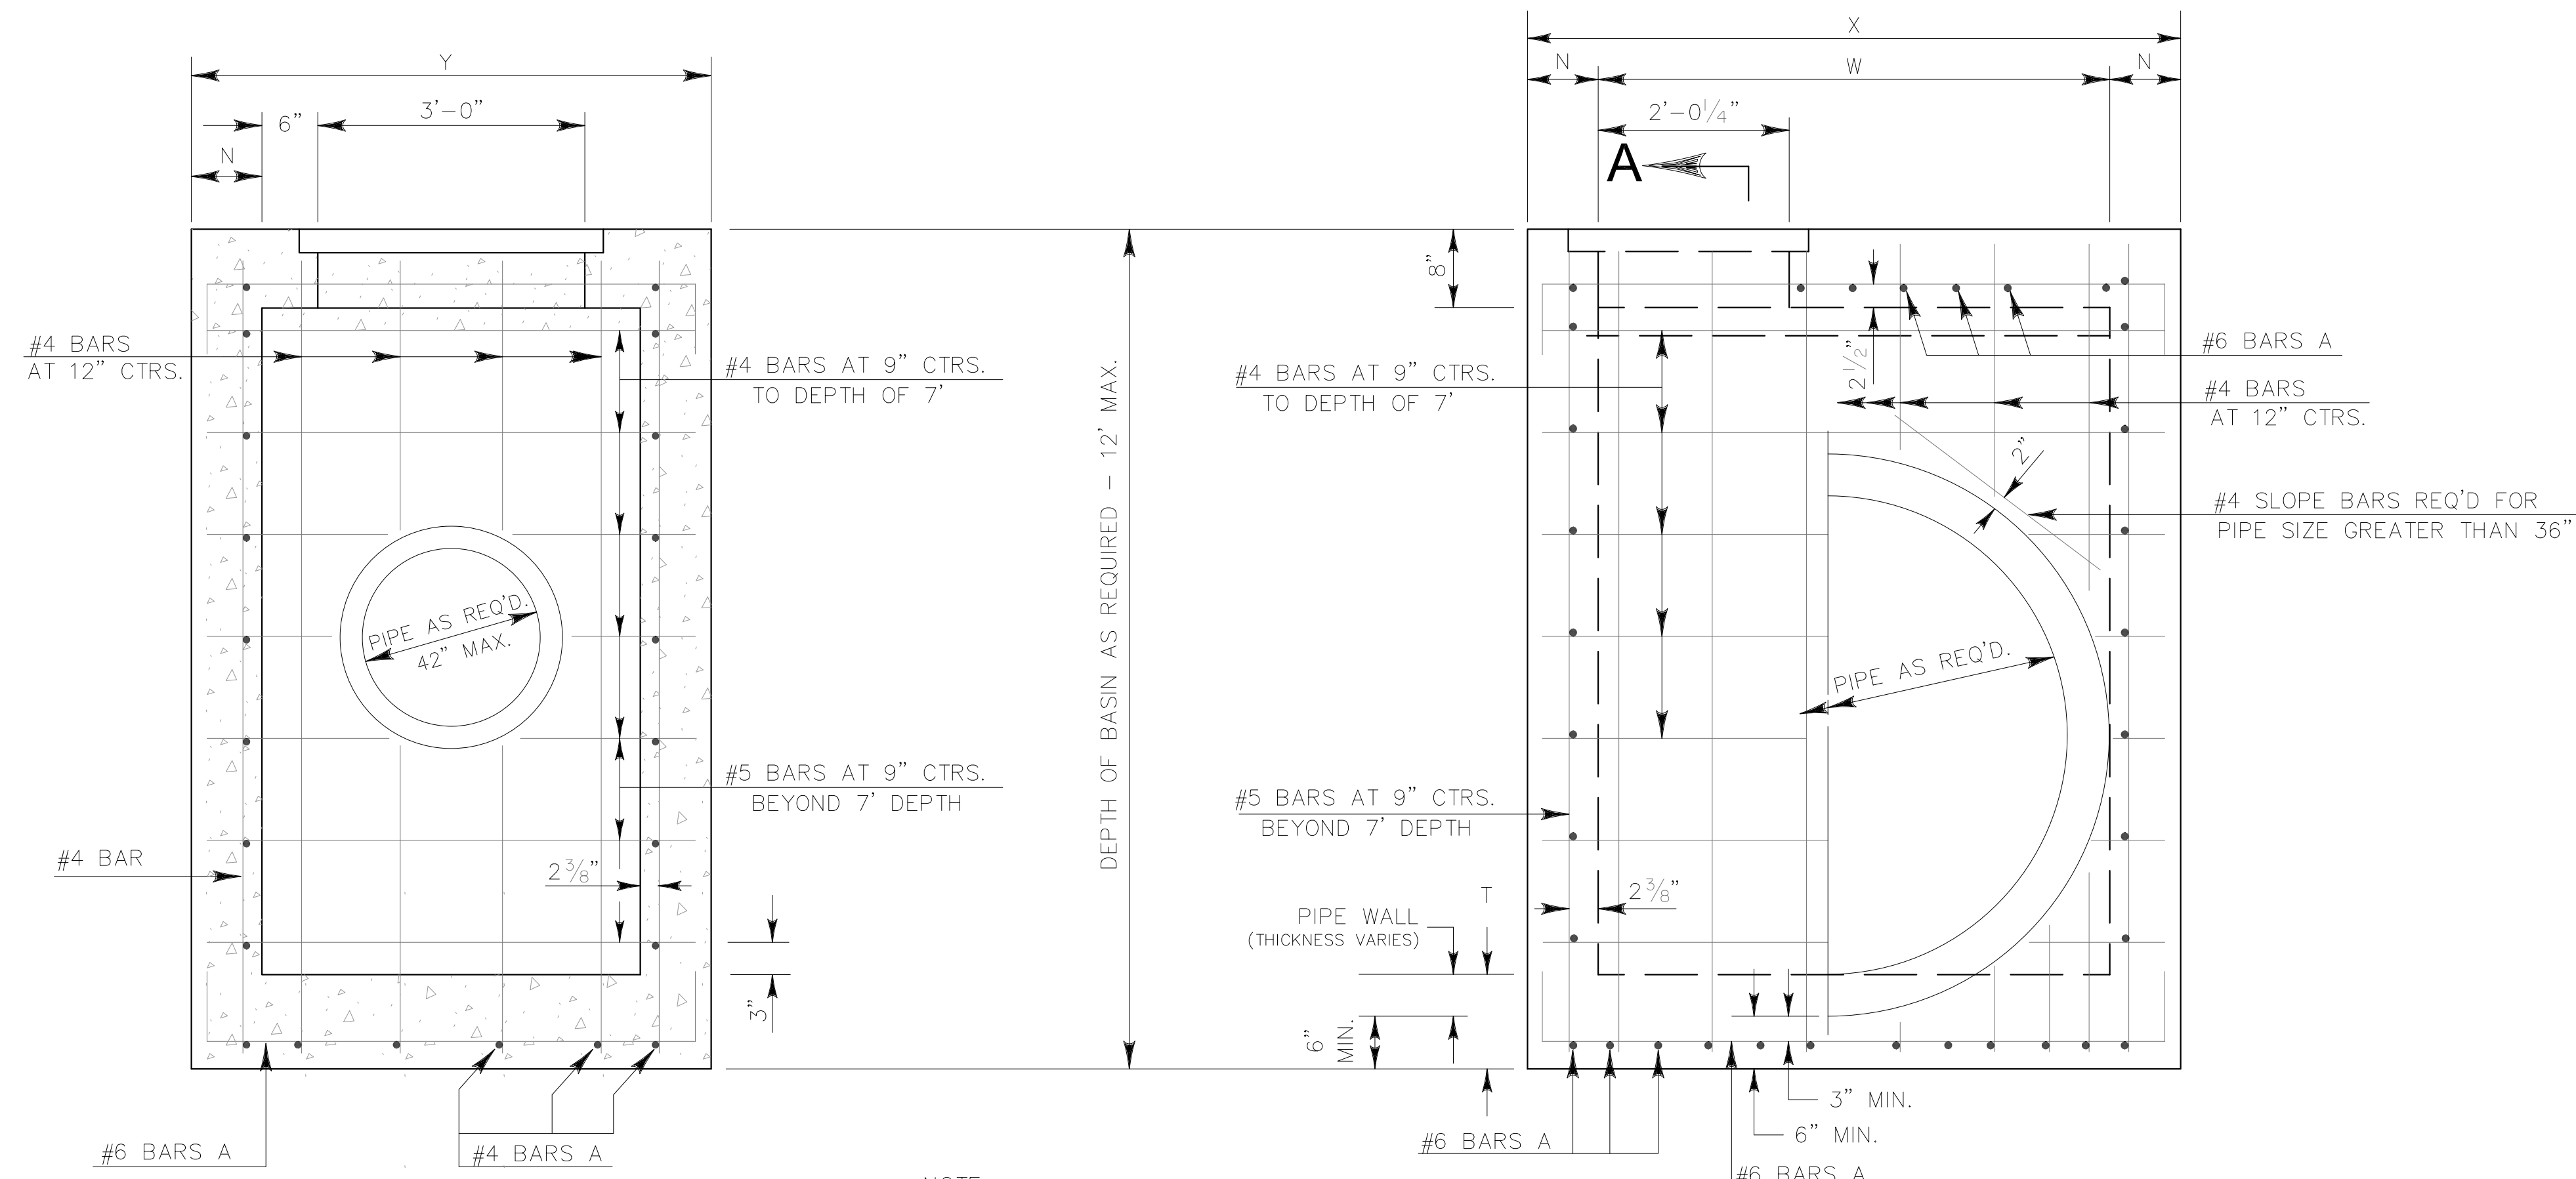 Y
6”
3'-0”
N
#4 BARS
AT 12” CTRS.
#4 BARS AT 9” CTRS.
TO DEPTH OF 7'
PIPE AS REQ'D.
42” MAX.
#5 BARS AT 9” CTRS.
BEYOND 7' DEPTH
#4 BAR
2 3/8”
3”
#6 BARS A
#4 BARS A
DEPTH OF BASIN AS REQUIRED - 12' MAX.
X
N
W
N
2'-0 1/4”
A
8”
2 1/2”
#6 BARS A
#4 BARS AT 9” CTRS.
TO DEPTH OF 7'
#4 BARS
AT 12” CTRS.
2”
#4 SLOPE BARS REQ'D FOR
PIPE SIZE GREATER THAN 36”
PIPE AS REQ'D.
#5 BARS AT 9” CTRS.
BEYOND 7' DEPTH
T
2 3/8”
PIPE WALL
(THICKNESS VARIES)
6”
MIN.
3” MIN.
6” MIN.
#6 BARS A
#6 BARS A
NOTE